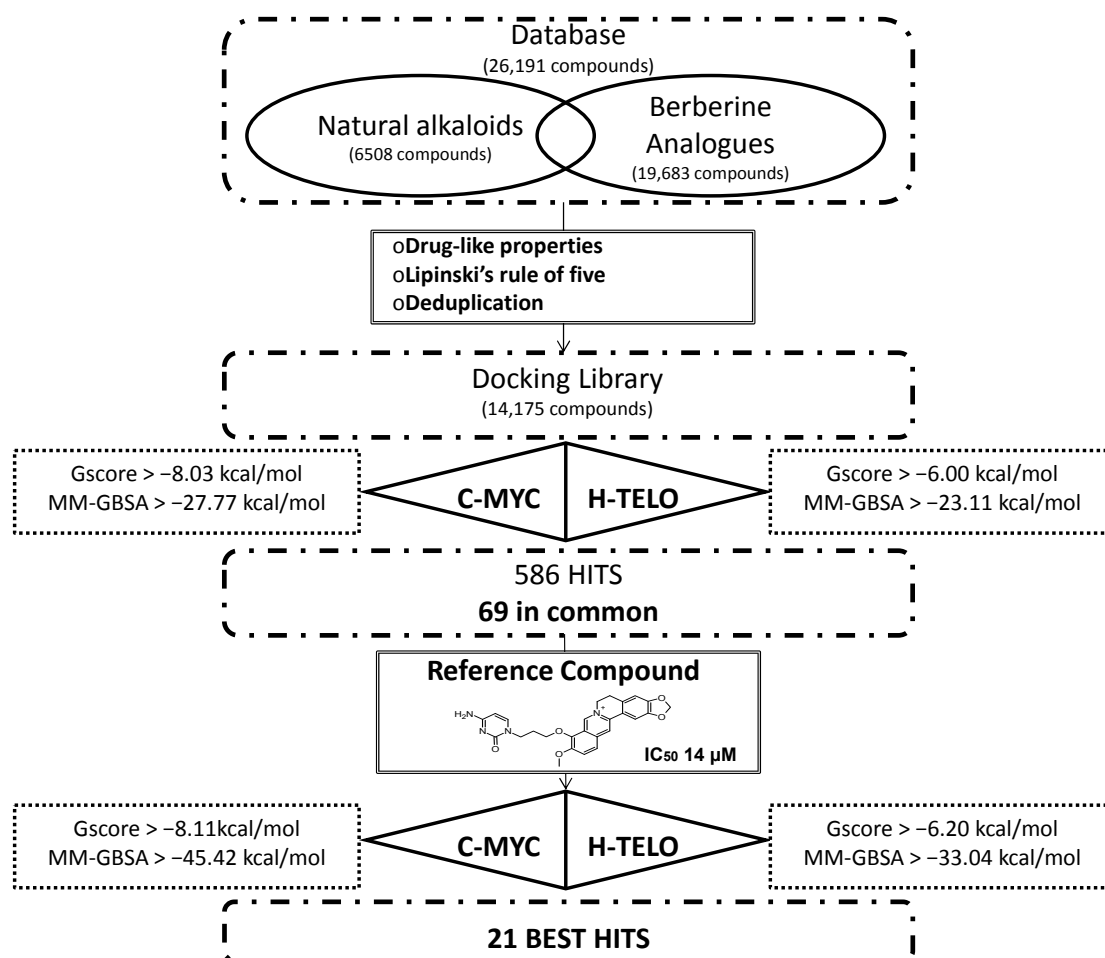 Database
(26,191 compounds)
Natural alkaloids
(6508 compounds)
Berberine
Analogues
(19,683 compounds)
oDrug-like properties
oLipinski’s rule of five
oDeduplication
Docking Library
(14,175 compounds)
Gscore > −8.03 kcal/mol
MM-GBSA > −27.77 kcal/mol
C-MYC
H-TELO
Gscore > −6.00 kcal/mol
MM-GBSA > −23.11 kcal/mol
586 HITS
69 in common
Reference Compound
H₂N
N
N
O
O
O
N⁺
O
O
IC₅₀ 14 µM
Gscore > −8.11kcal/mol
MM-GBSA > −45.42 kcal/mol
C-MYC
H-TELO
Gscore > −6.20 kcal/mol
MM-GBSA > −33.04 kcal/mol
21 BEST HITS